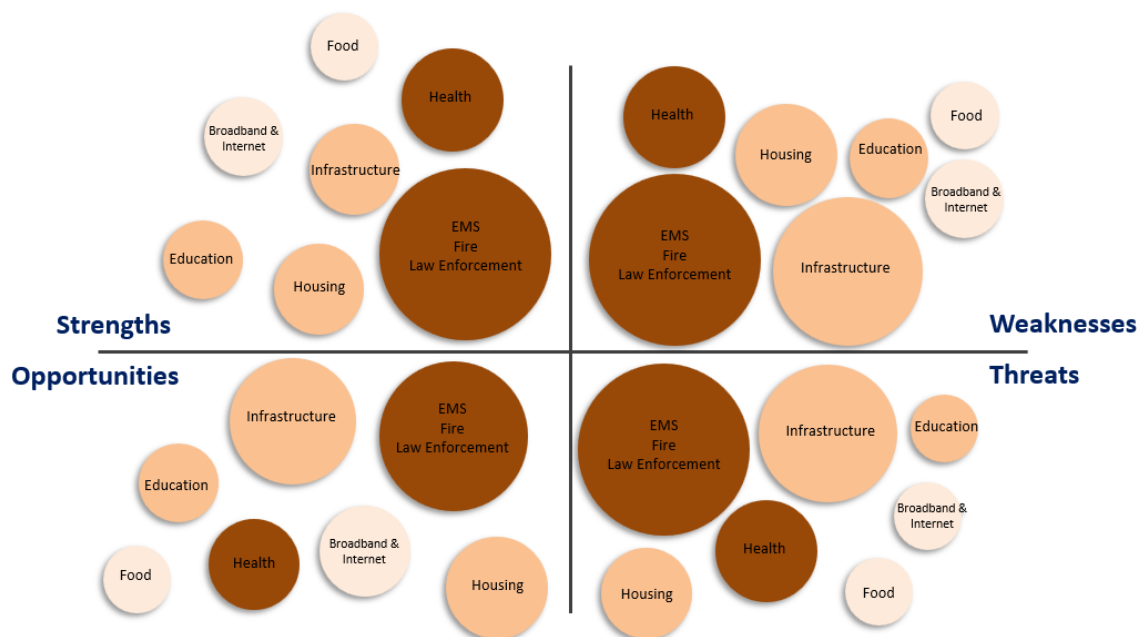 Food
Health
Broadband &
Internet
Infrastructure
EMS
Fire
Law Enforcement
Education
Housing
Strengths
Health
Food
Housing
Education
Broadband &
Internet
EMS
Fire
Law Enforcement
Infrastructure
Weaknesses
Opportunities
Infrastructure
EMS
Fire
Law Enforcement
Education
Broadband &
Internet
Health
Food
Housing
Threats
EMS
Fire
Law Enforcement
Infrastructure
Education
Broadband &
Internet
Health
Housing
Food